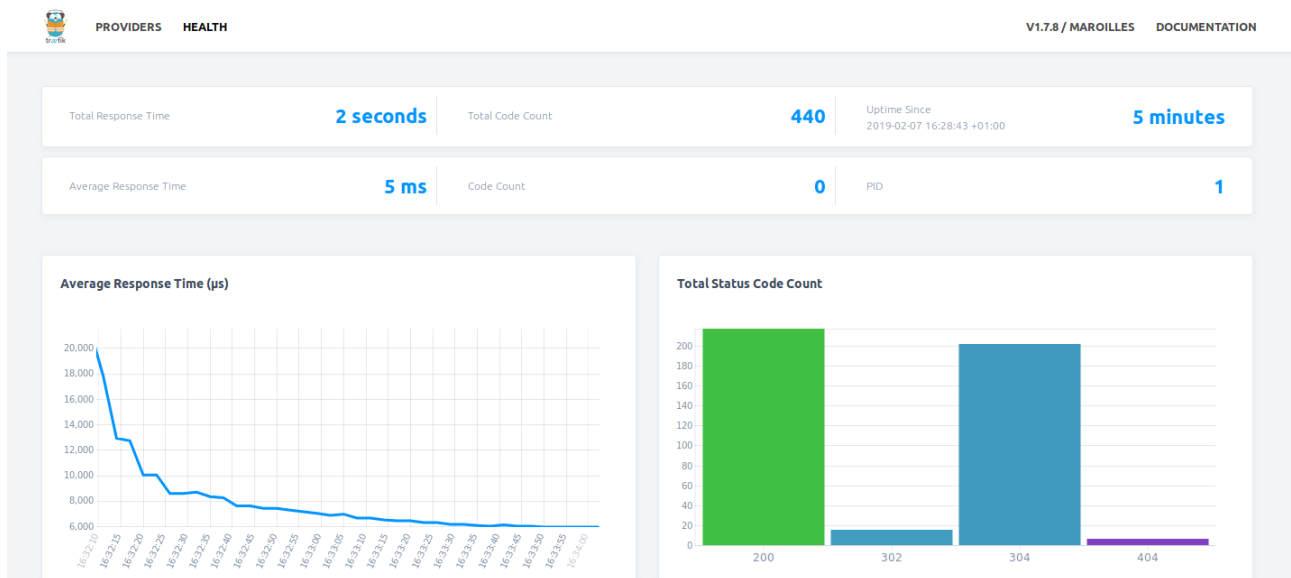 træfik
PROVIDERS HEALTH V1.7.8 / MAROILLES DOCUMENTATION
Total Response Time 2 seconds Total Code Count 440 Uptime Since
2019-02-07 16:28:43 +01:00 5 minutes
Average Response Time 5 ms Code Count 0 PID 1
Average Response Time (µs)
20,000
18,000
16,000
14,000
12,000
10,000
8,000
6,000
16:32:10 16:32:15 16:32:20 16:32:25 16:32:30 16:32:35 16:32:40 16:32:45 16:32:50 16:32:55 16:33:00 16:33:05 16:33:10 16:33:15 16:33:20 16:33:25 16:33:30 16:33:35 16:33:40 16:33:45 16:33:50 16:33:55 16:34:00
Total Status Code Count
200
180
160
140
120
100
80
60
40
20
0
200 302 304 404